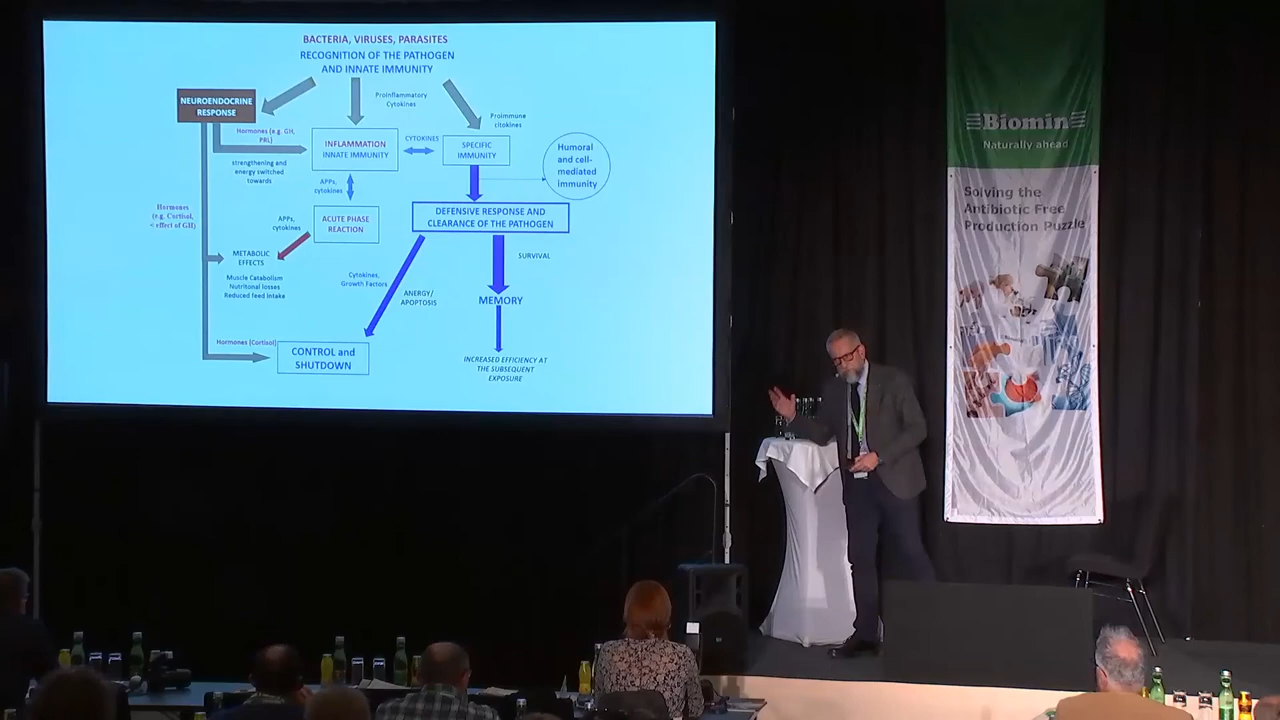 BACTERIA, VIRUSES, PARASITES
RECOGNITION OF THE PATHOGEN
AND INNATE IMMUNITY
NEUROENDOCRINE
RESPONSE
Proinflammatory
Cytokines
Proimmune
citokines
Hormones (e.g. GH,
PRL)
strengthening and
energy switched
towards
INFLAMMATION
INNATE IMMUNITY
CYTOKINES
SPECIFIC
IMMUNITY
Humoral
and cell-
mediated
immunity
APPs,
cytokines
Hormones
(e.g. Cortisol,
< effect of GH)
APPs,
cytokines
ACUTE PHASE
REACTION
DEFENSIVE RESPONSE AND
CLEARANCE OF THE PATHOGEN
METABOLIC
EFFECTS
Muscle Catabolism
Nutritonal losses
Reduced feed intake
Cytokines,
Growth Factors
ANERGY/
APOPTOSIS
SURVIVAL
MEMORY
Hormones (Cortisol)
CONTROL and
SHUTDOWN
INCREASED EFFICIENCY AT
THE SUBSEQUENT
EXPOSURE
Biomin
Naturally ahead
Solving the
Antibiotic Free
Production Puzzle